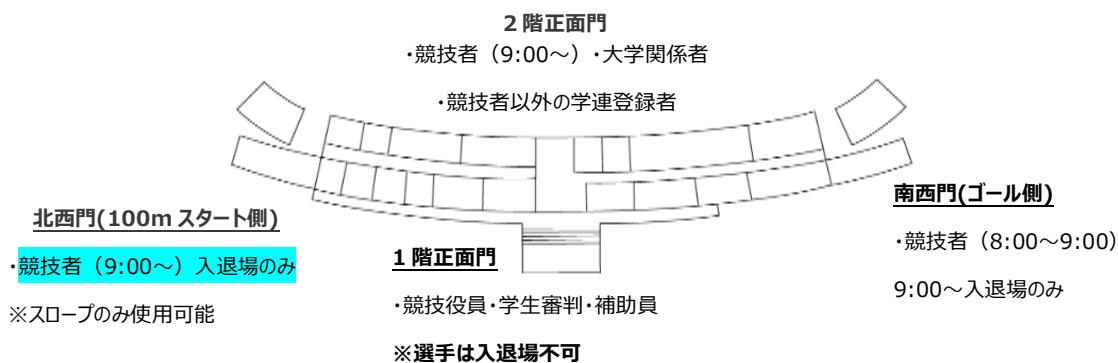 2階正面門
・競技者（9:00～）・大学関係者
・競技者以外の学連登録者
北西門(100mスタート側)
・競技者（9:00～）入退場のみ
※スロープのみ使用可能
1階正面門
・競技役員・学生審判・補助員
※選手は入退場不可
南西門(ゴール側)
・競技者（8:00～9:00）
9:00～入退場のみ